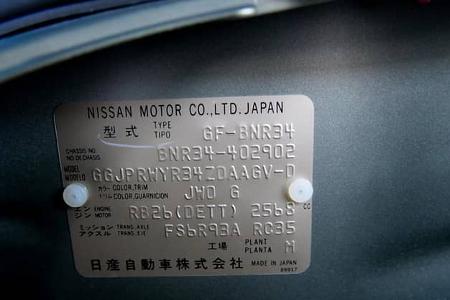 NISSAN MOTOR CO.,LTD.JAPAN
型式 TYPE TIPO GF-BNR34
CHASSIS NO NO DE CHASIS BNR34-402902
MODEL MODELO GGJPRWYR34ZDAAGV-D
カラー トリム COLOR,TRIM COLOR,GUARNICION JW0 G
エンジン ENGINE MOTOR RB26(DETT) 2568 cc
ミッション アクスル TRANS.AXLE TRANS.EJE FS6R93A RC35
工場 PLANT PLANTA M
日産自動車株式会社 MADE IN JAPAN